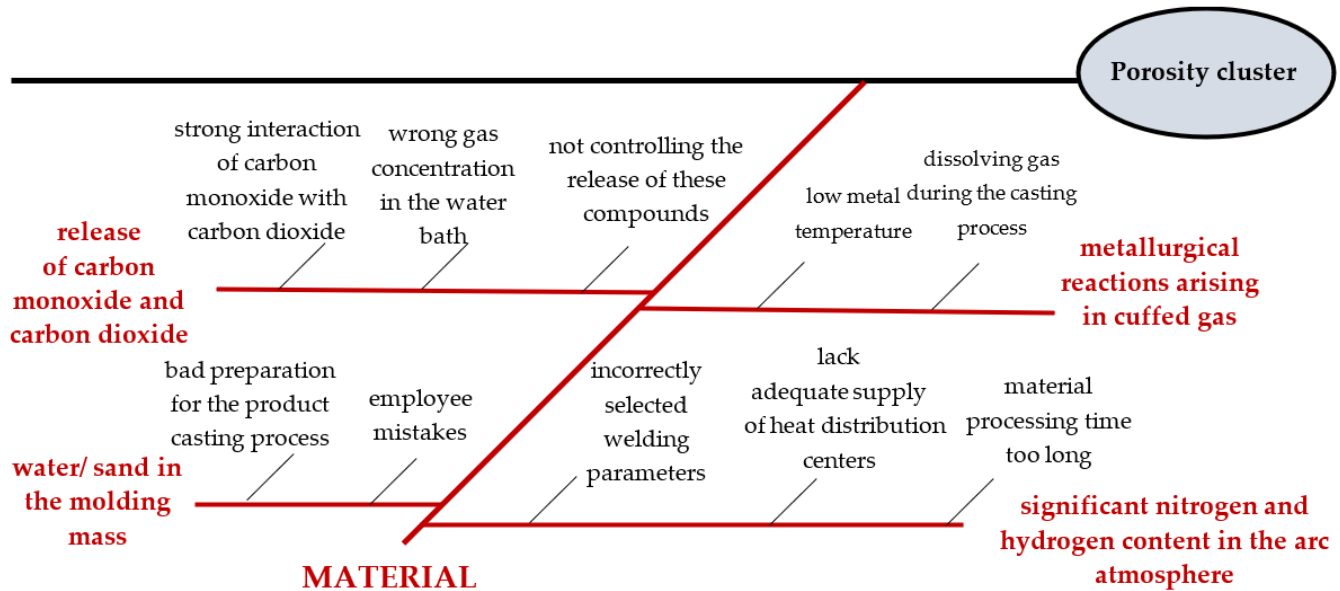 Porosity cluster
strong interaction
of carbon
monoxide with
carbon dioxide
wrong gas
concentration
in the water
bath
not controlling the
release of these
compounds
low metal
temperature
dissolving gas
during the casting
process
release
of carbon
monoxide and
carbon dioxide
metallurgical
reactions arising
in cuffed gas
bad preparation
for the product
casting process
employee
mistakes
incorrectly
selected
welding
parameters
lack
adequate supply
of heat distribution
centers
material
processing time
too long
water/ sand in
the molding
mass
significant nitrogen and
hydrogen content in the arc
atmosphere
MATERIAL